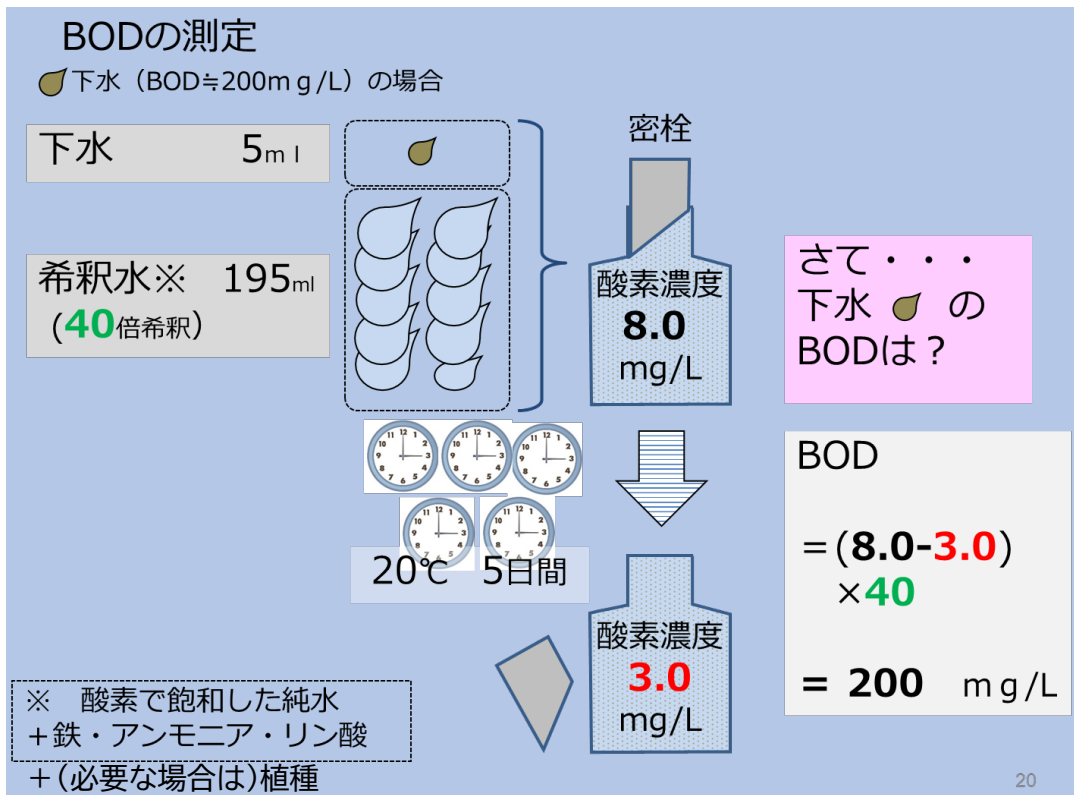 BODの測定
下水（BOD≒200mｇ/L）の場合
下水 5mｌ
希釈水※ 195ml
(40倍希釈)
密栓
酸素濃度
8.0
mg/L
さて・・・
下水 の
BODは？
20℃ 5日間
酸素濃度
3.0
mg/L
BOD
＝(8.0-3.0)
×40
= 200 ｍｇ/L
※ 酸素で飽和した純水
＋鉄・アンモニア・リン酸
＋(必要な場合は)植種
20